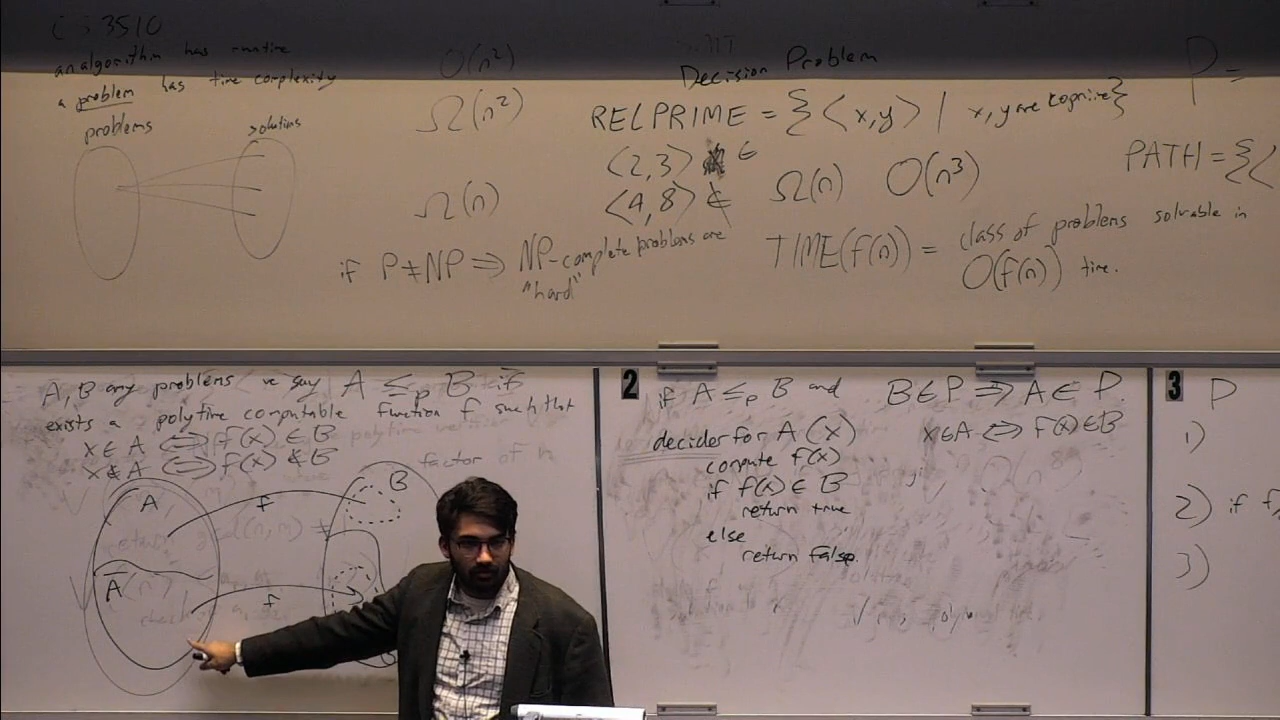 CS 3510
an algorithm has runtime
a problem has time complexity
problems
solutions
O(n²)
Ω(n²)
Ω(n)
if P ≠ NP ⇒ NP-complete problems are
"hard"
Decision Problem
RELPRIME = { <x,y> | x, y are coprime }
<2,3> ∈
<4,8> ∉
Ω(n) O(n³)
TIME(f(n)) = class of problems solvable in
O(f(n)) time.
P =
PATH = { <
A, B any problems we say A ≤p B if
exists a polytime computable function f such that
x ∈ A ⇔ f(x) ∈ B
x ∉ A ⇔ f(x) ∉ B
factor of n
A
f
B
A̅
f
2
if A ≤p B and B ∈ P ⇒ A ∈ P.
decider for A (x)
x ∈ A ⇔ f(x) ∈ B
compute f(x)
if f(x) ∈ B
return true
else
return false.
3
P
1)
2) if f
3)